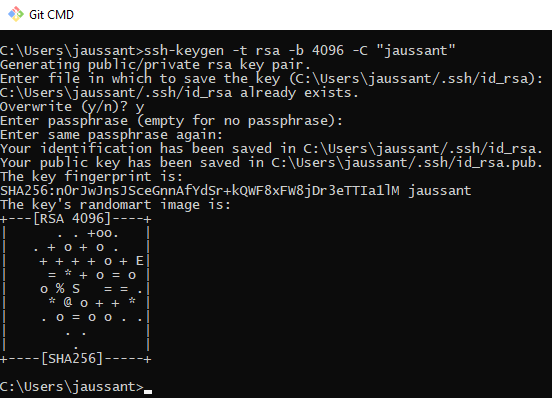 Git CMD
C:\Users\jaussant>ssh-keygen -t rsa -b 4096 -C "jaussant"
Generating public/private rsa key pair.
Enter file in which to save the key (C:\Users\jaussant/.ssh/id_rsa):
C:\Users\jaussant/.ssh/id_rsa already exists.
Overwrite (y/n)? y
Enter passphrase (empty for no passphrase):
Enter same passphrase again:
Your identification has been saved in C:\Users\jaussant/.ssh/id_rsa.
Your public key has been saved in C:\Users\jaussant/.ssh/id_rsa.pub.
The key fingerprint is:
SHA256:nOrJwJnsJSceGnnAfYdSr+kQWF8xFW8jDr3eTTIa1lM jaussant
The key's randomart image is:
+---[RSA 4096]----+
|      . . +oo.   |
|   . + o + o .   |
|    + + + + o + E|
|     = * + o = o |
|    o % S   = = .|
|     * @ o + + * |
|    . o = o o . .|
|       . .       |
|        .        |
+----[SHA256]-----+
C:\Users\jaussant>